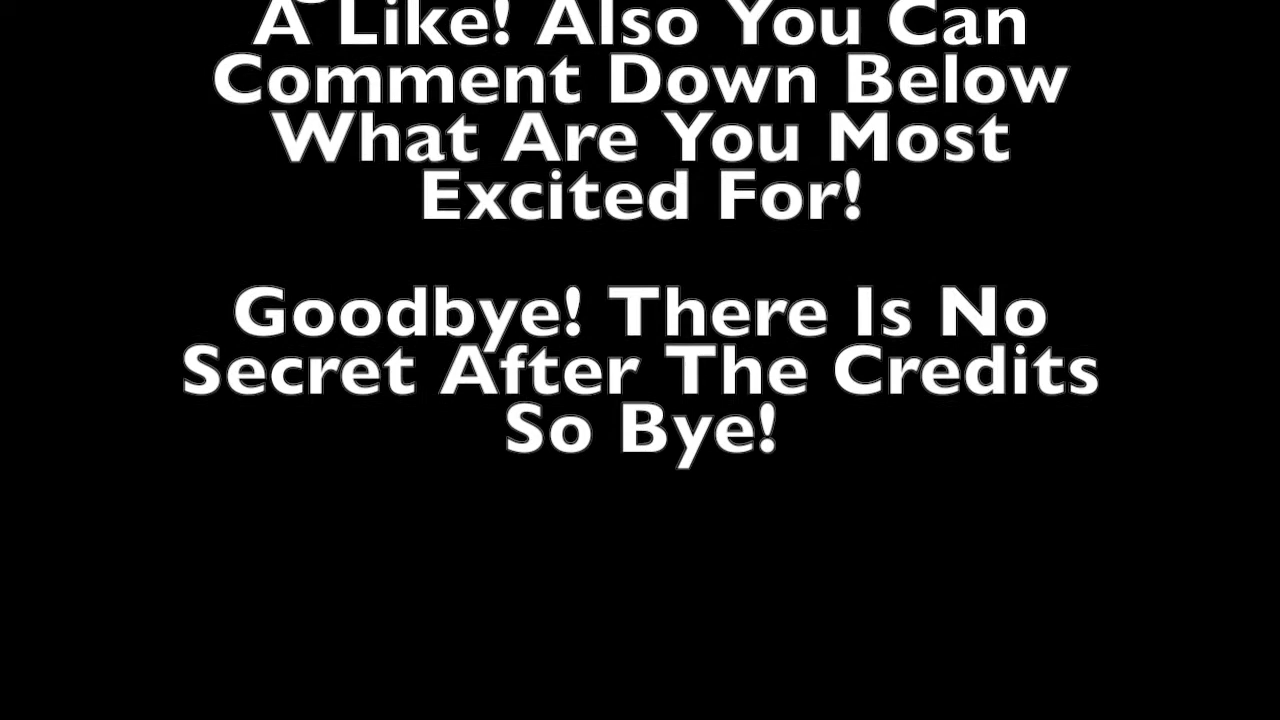 A Like! Also You Can
Comment Down Below
What Are You Most
Excited For!
Goodbye! There Is No
Secret After The Credits
So Bye!